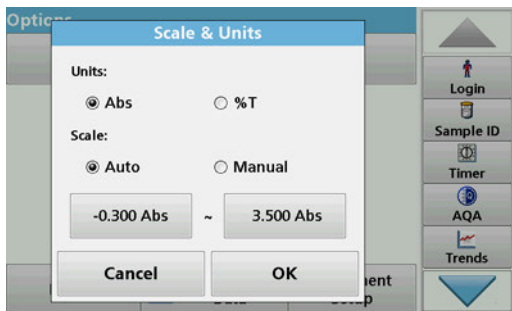 Options
Scale & Units
Units:
Abs
%T
Scale:
Auto
Manual
-0.300 Abs
~
3.500 Abs
Cancel
OK
Login
Sample ID
Timer
AQA
Trends